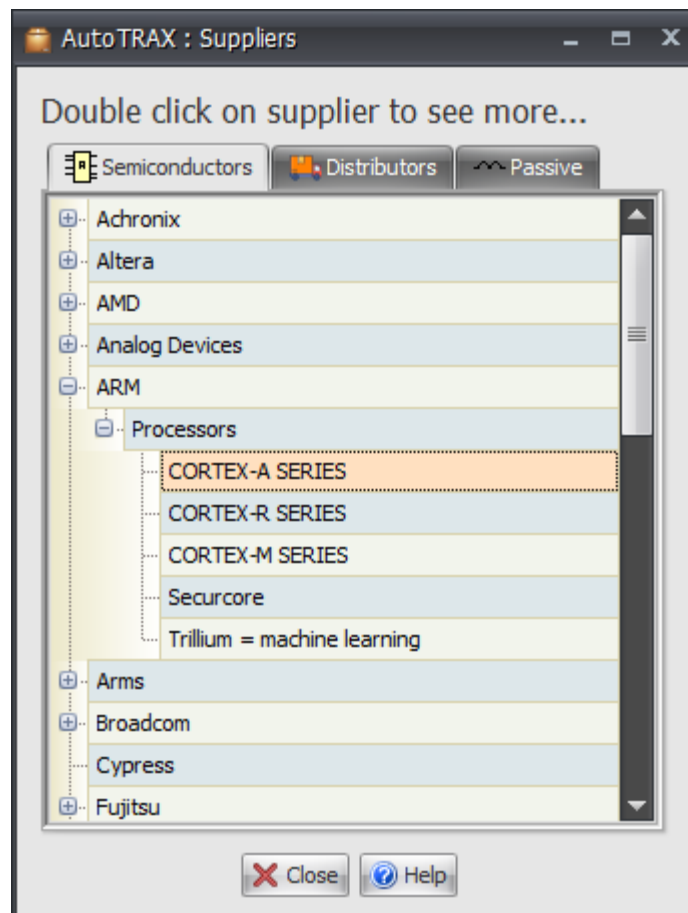 AutoTRAX : Suppliers
Double click on supplier to see more...
Semiconductors Distributors Passive
Achronix
Altera
AMD
Analog Devices
ARM
Processors
CORTEX-A SERIES
CORTEX-R SERIES
CORTEX-M SERIES
Securcore
Trillium = machine learning
Arms
Broadcom
Cypress
Fujitsu
Close Help